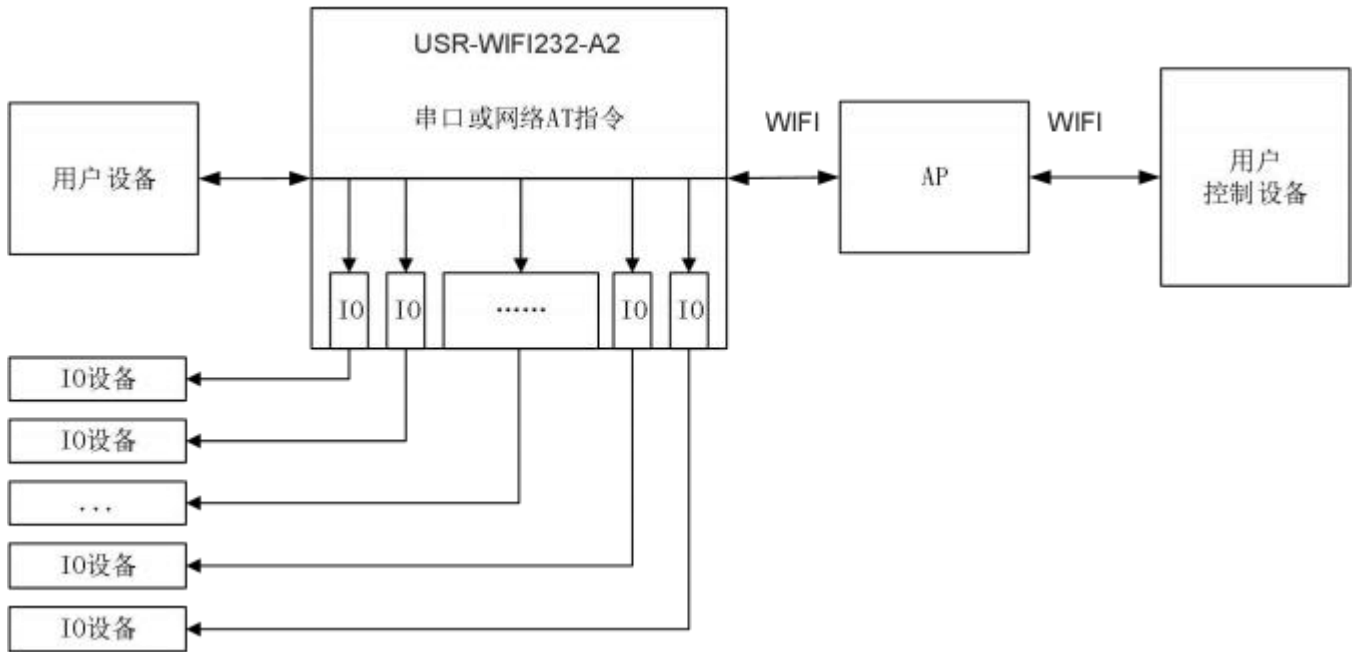 USR-WIFI232-A2
串口或网络AT指令
用户设备
WIFI
AP
WIFI
用户
控制设备
IO
IO
......
IO
IO
IO设备
IO设备
...
IO设备
IO设备